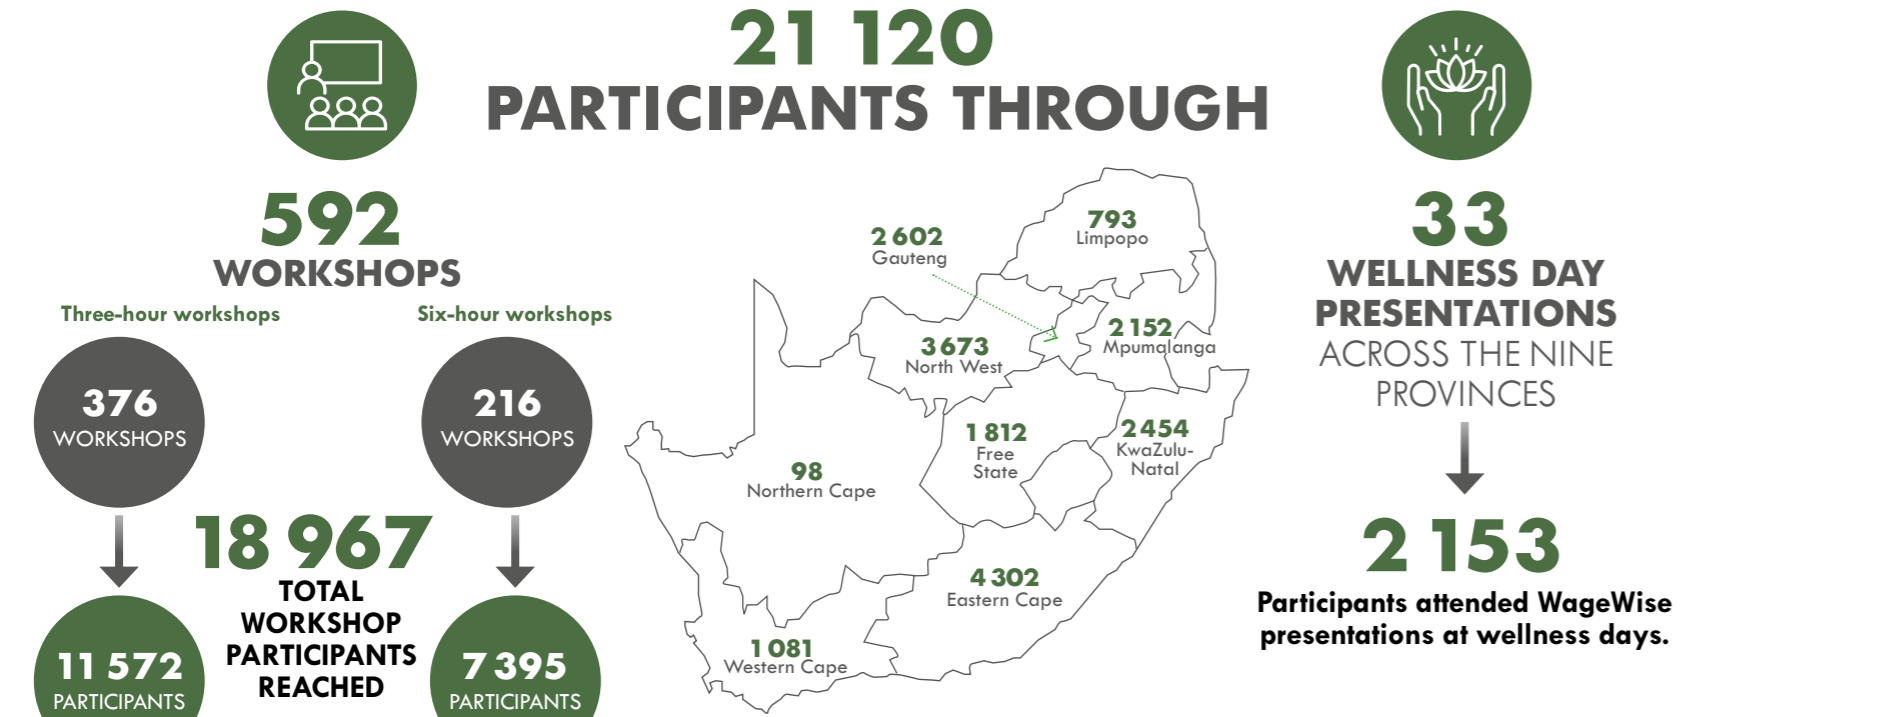 21 120
PARTICIPANTS THROUGH
592
WORKSHOPS
Three-hour workshops
376
WORKSHOPS
11 572
PARTICIPANTS
Six-hour workshops
216
WORKSHOPS
7 395
PARTICIPANTS
18 967
TOTAL
WORKSHOP
PARTICIPANTS
REACHED
793
Limpopo
2 602
Gauteng
2 152
Mpumalanga
3 673
North West
1 812
Free
State
2 454
KwaZulu-
Natal
98
Northern Cape
4 302
Eastern Cape
1 081
Western Cape
33
WELLNESS DAY
PRESENTATIONS
ACROSS THE NINE
PROVINCES
2 153
Participants attended WageWise
presentations at wellness days.